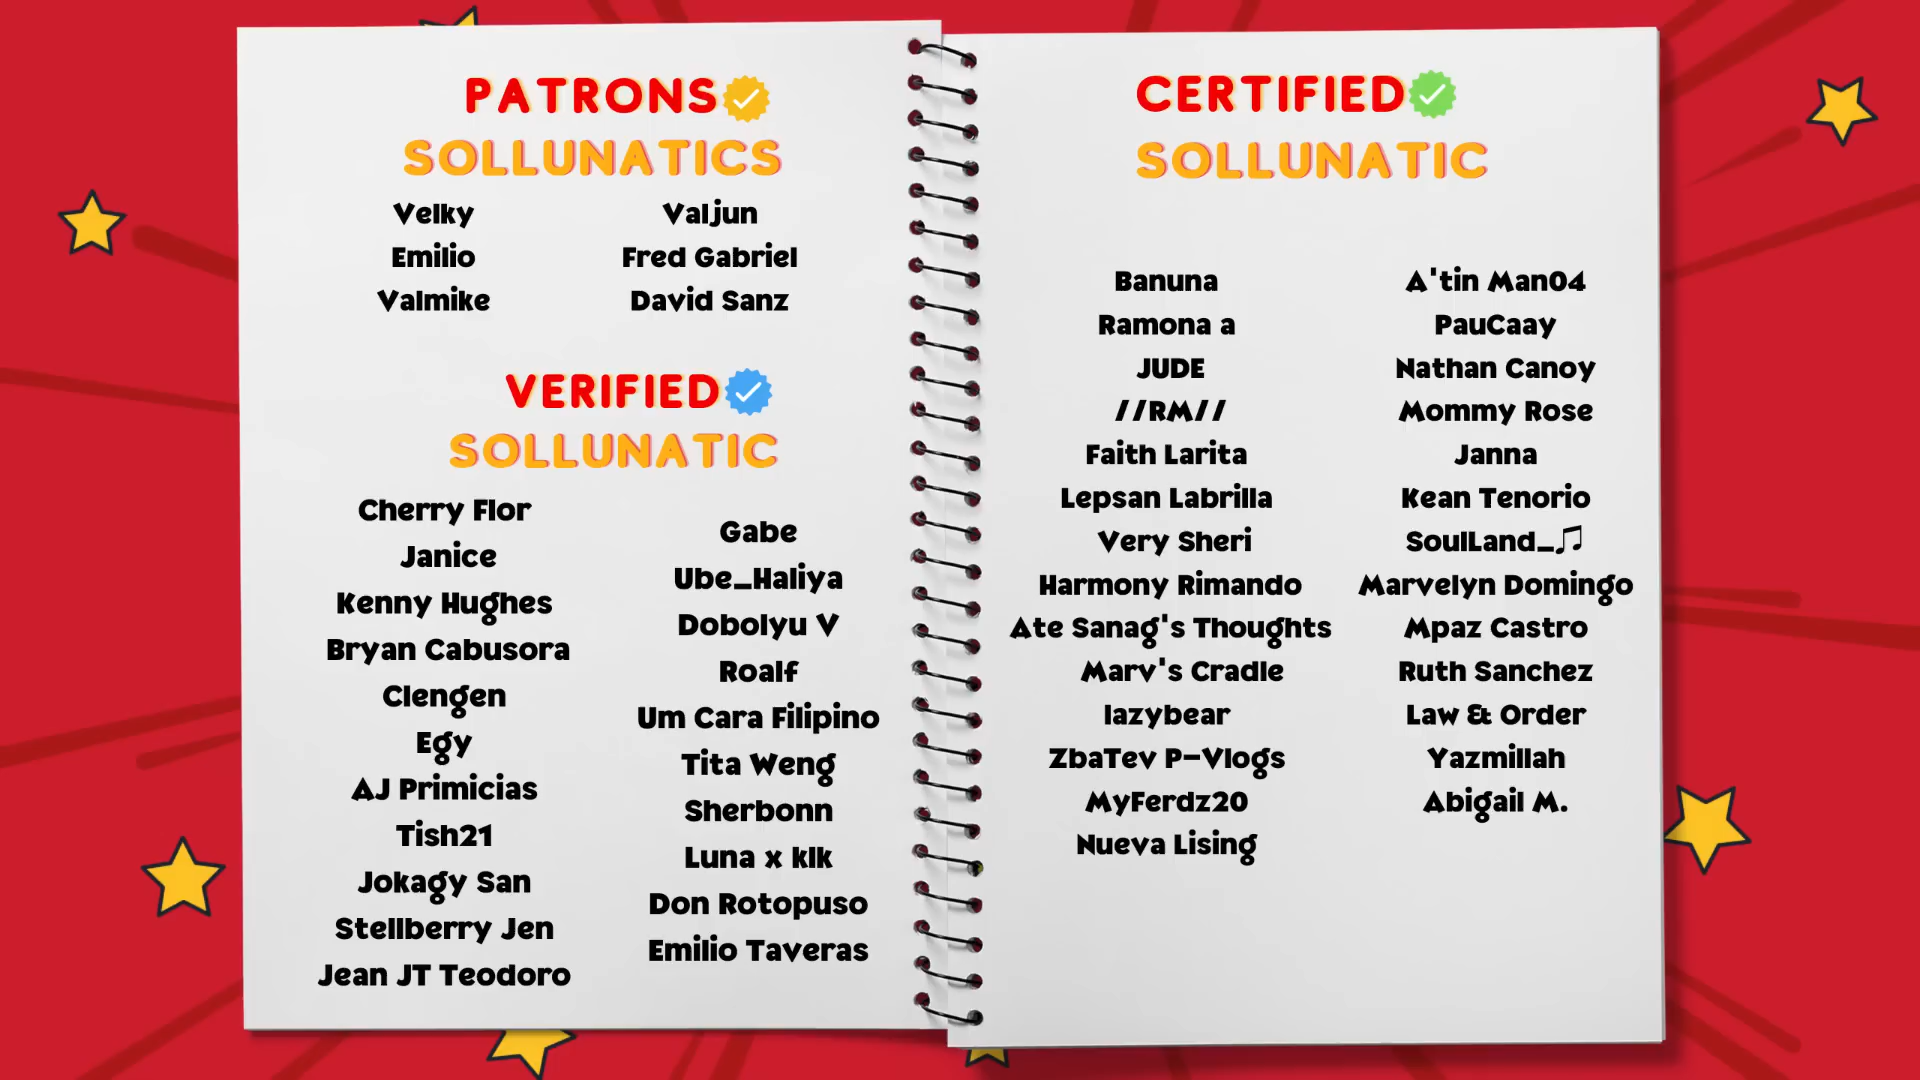 PATRONS
SOLLUNATICS
Velky
Emilio
Valmike
Valjun
Fred Gabriel
David Sanz
VERIFIED
SOLLUNATIC
Cherry Flor
Janice
Kenny Hughes
Bryan Cabusora
Clengen
Egy
AJ Primicias
Tish21
Jokagy San
Stellberry Jen
Jean JT Teodoro
Gabe
Ube_Haliya
Dobolyu V
Roalf
Um Cara Filipino
Tita Weng
Sherbonn
Luna x klk
Don Rotopuso
Emilio Taveras
CERTIFIED
SOLLUNATIC
Banuna
Ramona a
JUDE
//RM//
Faith Larita
Lepsan Labrilla
Very Sheri
Harmony Rimando
Ate Sanag's Thoughts
Marv's Cradle
lazybear
ZbaTev P-Vlogs
MyFerdz20
Nueva Lising
A'tin Man04
PauCaay
Nathan Canoy
Mommy Rose
Janna
Kean Tenorio
SoulLand_🎵
Marvelyn Domingo
Mpaz Castro
Ruth Sanchez
Law & Order
Yazmillah
Abigail M.